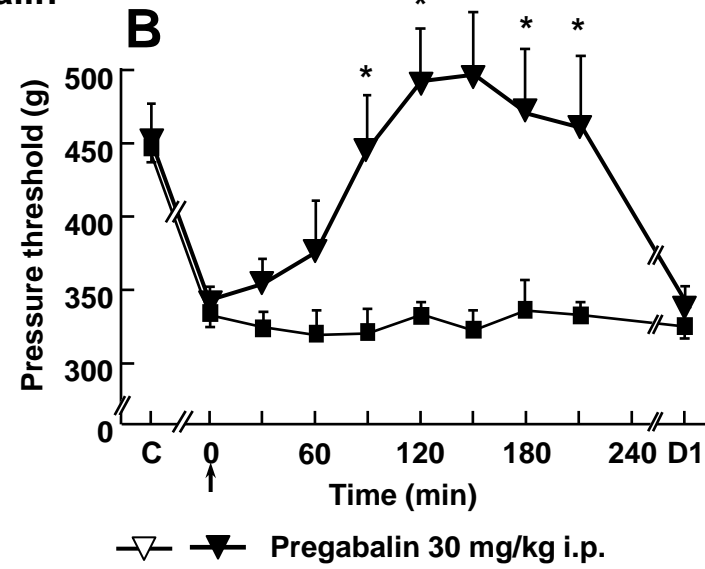 B
*
* * *
500
450
400
350
300
0
Pressure threshold (g)
C 0 60 120 180 240 D1
Time (min)
Pregabalin 30 mg/kg i.p.